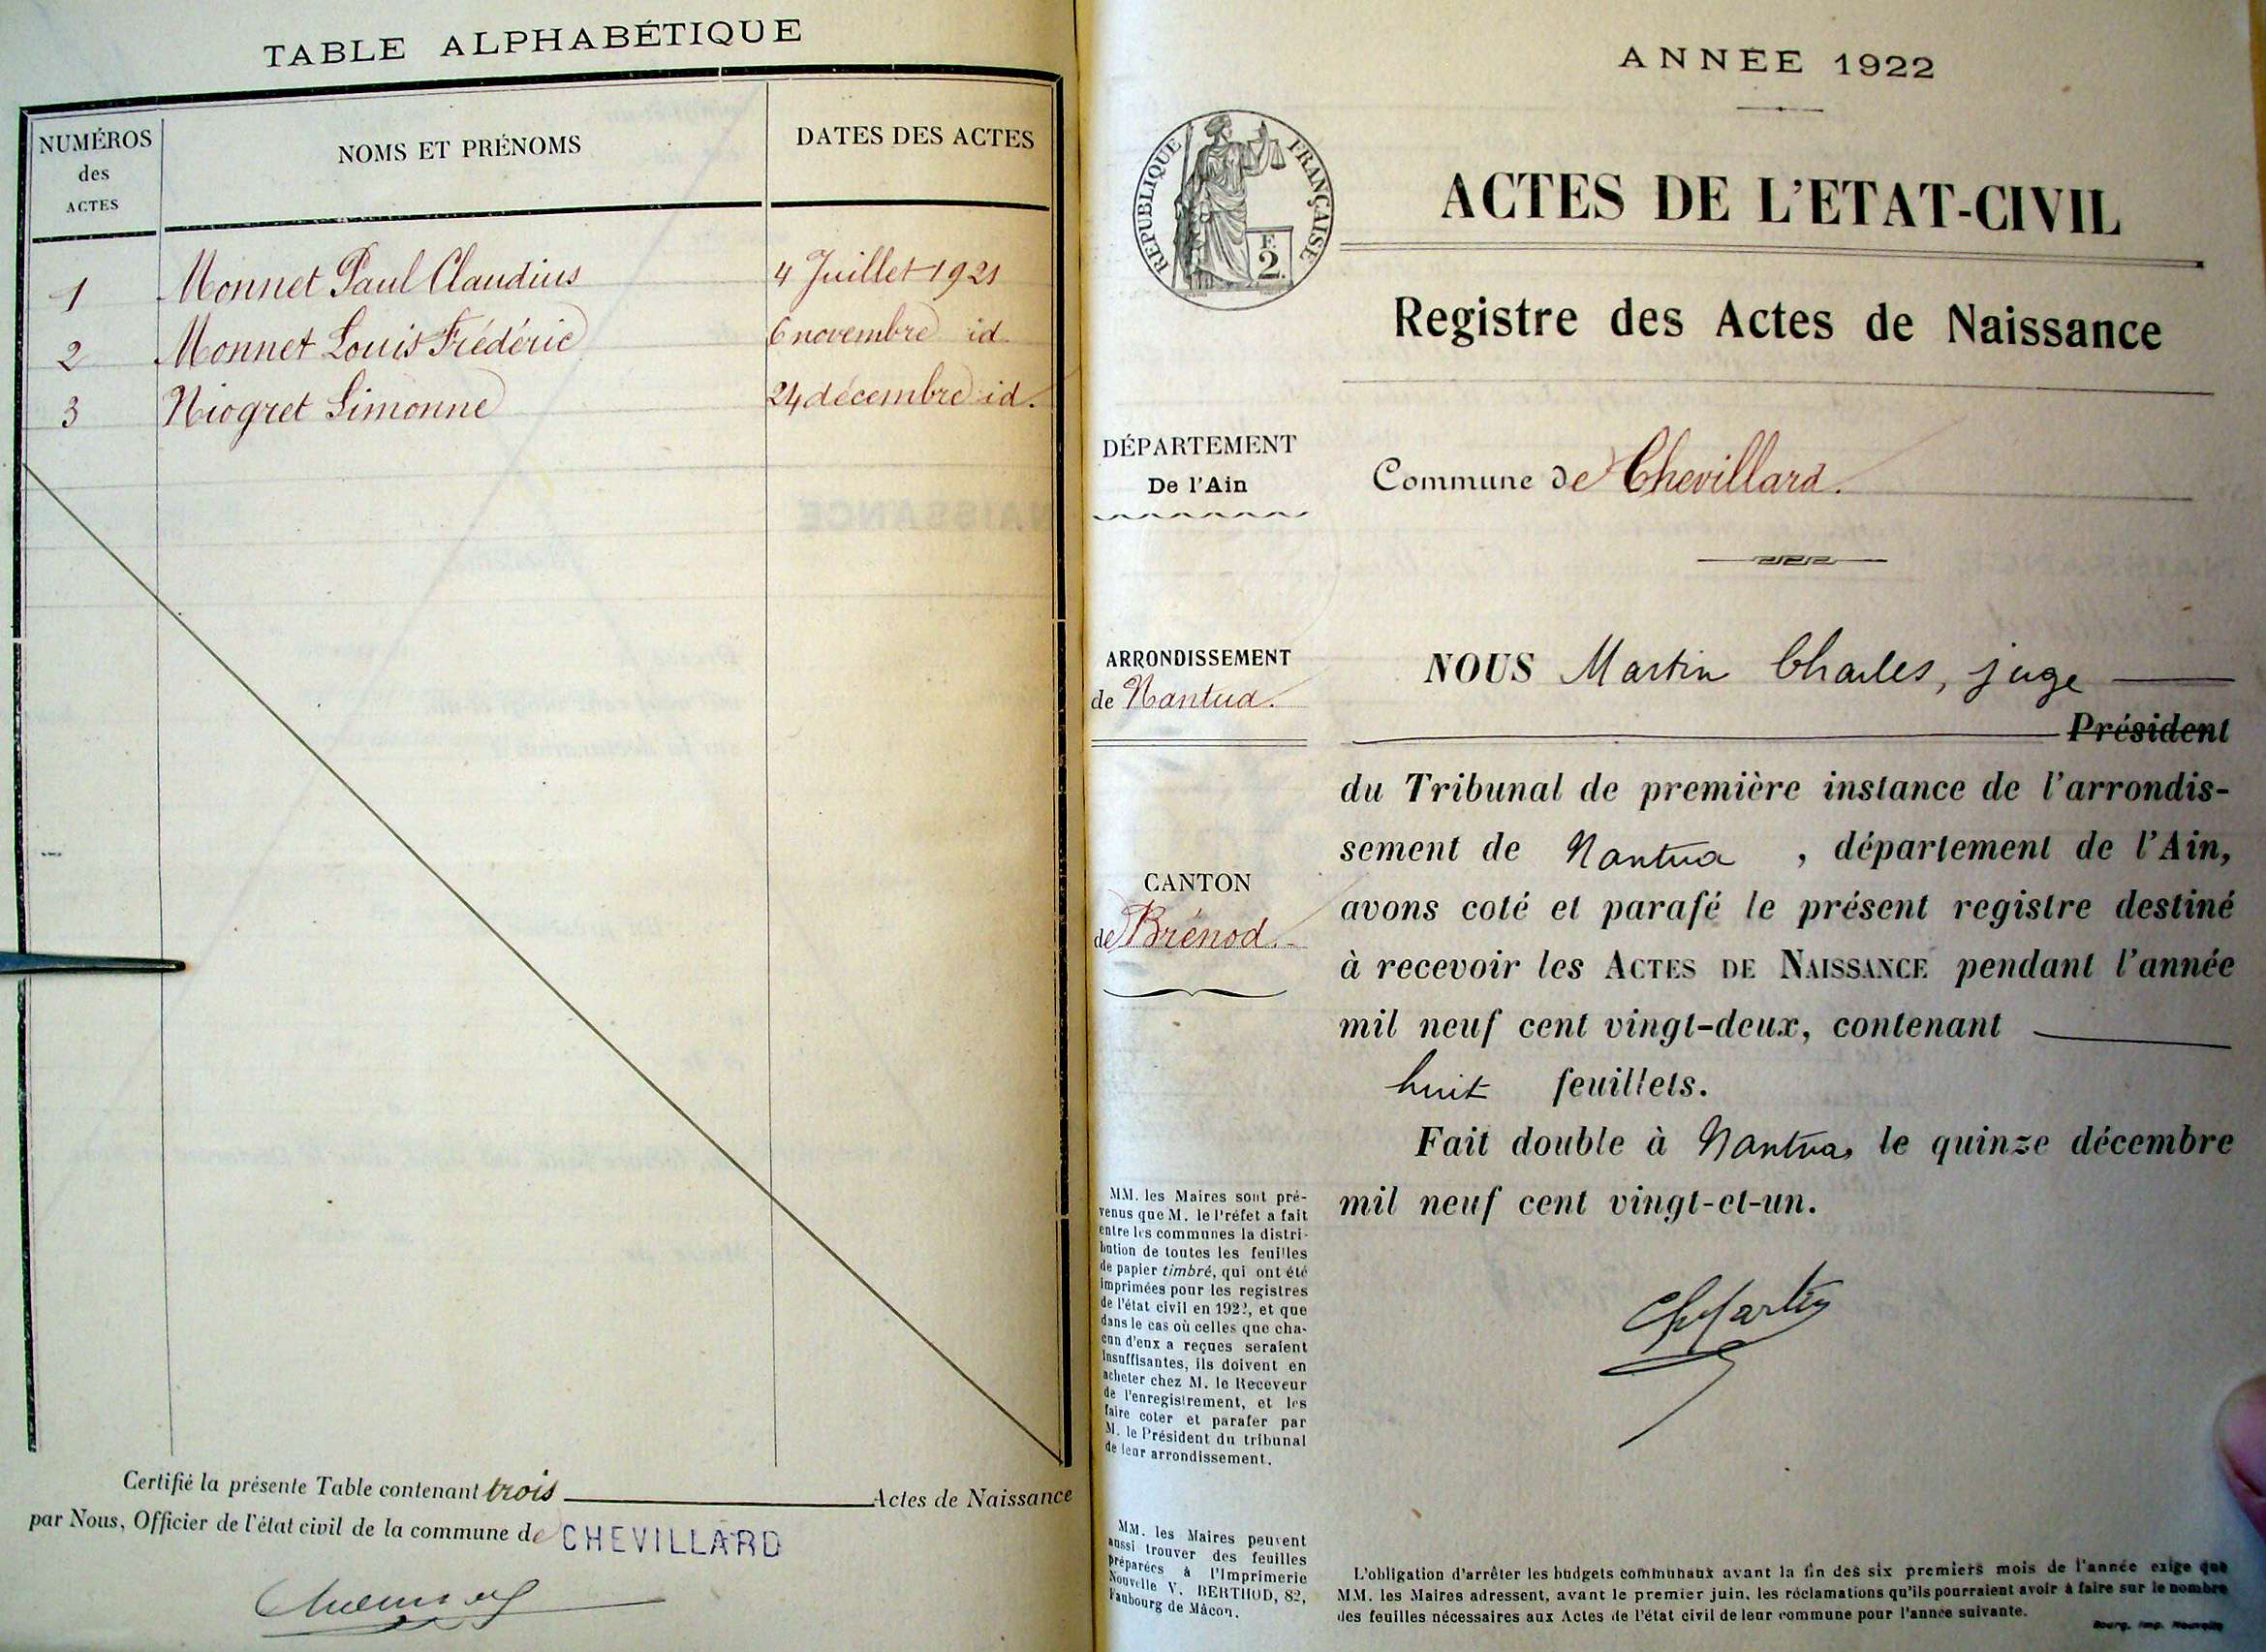 TABLE ALPHABÉTIQUE
NUMÉROS des ACTES NOMS ET PRÉNOMS DATES DES ACTES
1 Monnet Paul Claudius 4 Juillet 1921
2 Monnet Louis Frédéric 6 novembre id.
3 Niogret Simonne 24 décembre id.
Certifié la présente Table contenant trois Actes de Naissance
par Nous, Officier de l'état civil de la commune de CHEVILLARD
ANNÉE 1922
RÉPUBLIQUE FRANÇAISE
F.
2
ACTES DE L'ETAT-CIVIL
Registre des Actes de Naissance
DÉPARTEMENT
De l'Ain
Commune de Chevillard.
ARRONDISSEMENT
de Nantua.
CANTON
de Brénod.
NOUS Martin Charles, juge
Président
du Tribunal de première instance de l'arrondis-
sement de Nantua, département de l'Ain,
avons coté et parafé le présent registre destiné
à recevoir les ACTES DE NAISSANCE pendant l'année
mil neuf cent vingt-deux, contenant
huit feuillets.
Fait double à Nantua, le quinze décembre
mil neuf cent vingt-et-un.
ChMartin
MM. les Maires sont pré-
venus que M. le Préfet a fait
entre les communes la distri-
bution de toutes les feuilles
de papier timbré, qui ont été
imprimées pour les registres
de l'état civil en 1922, et que
dans le cas où celles que cha-
cun d'eux a reçues seraient
insuffisantes, ils doivent en
acheter chez M. le Receveur
de l'enregistrement, et les
faire coter et parafer par
M. le Président du tribunal
de leur arrondissement.
MM. les Maires peuvent
aussi trouver des feuilles
préparées à l'Imprimerie
Nouvelle V. BERTHOD, 82,
Faubourg de Mâcon.
L'obligation d'arrêter les budgets communaux avant la fin des six premiers mois de l'année exige que
MM. les Maires adressent, avant le premier juin, les réclamations qu'ils pourraient avoir à faire sur le nombre
des feuilles nécessaires aux Actes de l'état civil de leur commune pour l'année suivante.
Bourg, Imp. Nouvelle